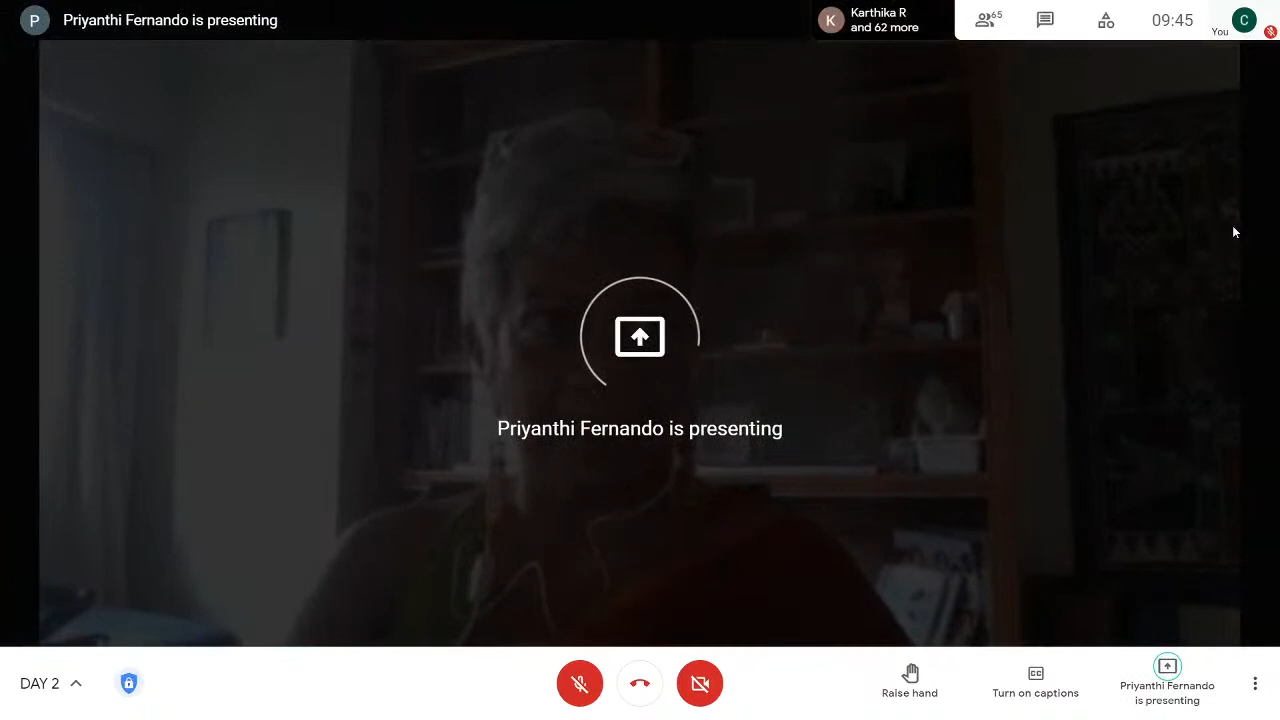 P
Priyanthi Fernando is presenting
K
Karthika R
and 62 more
65
09:45
You
C
Priyanthi Fernando is presenting
DAY 2
Raise hand
CC
Turn on captions
Priyanthi Fernando
is presenting